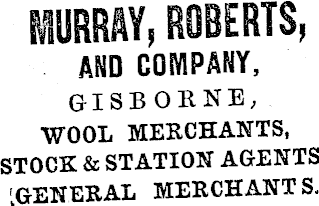 MURRAY, ROBERTS,
AND COMPANY,
GISBORNE,
WOOL MERCHANTS,
STOCK & STATION AGENTS
GENERAL MERCHANTS.